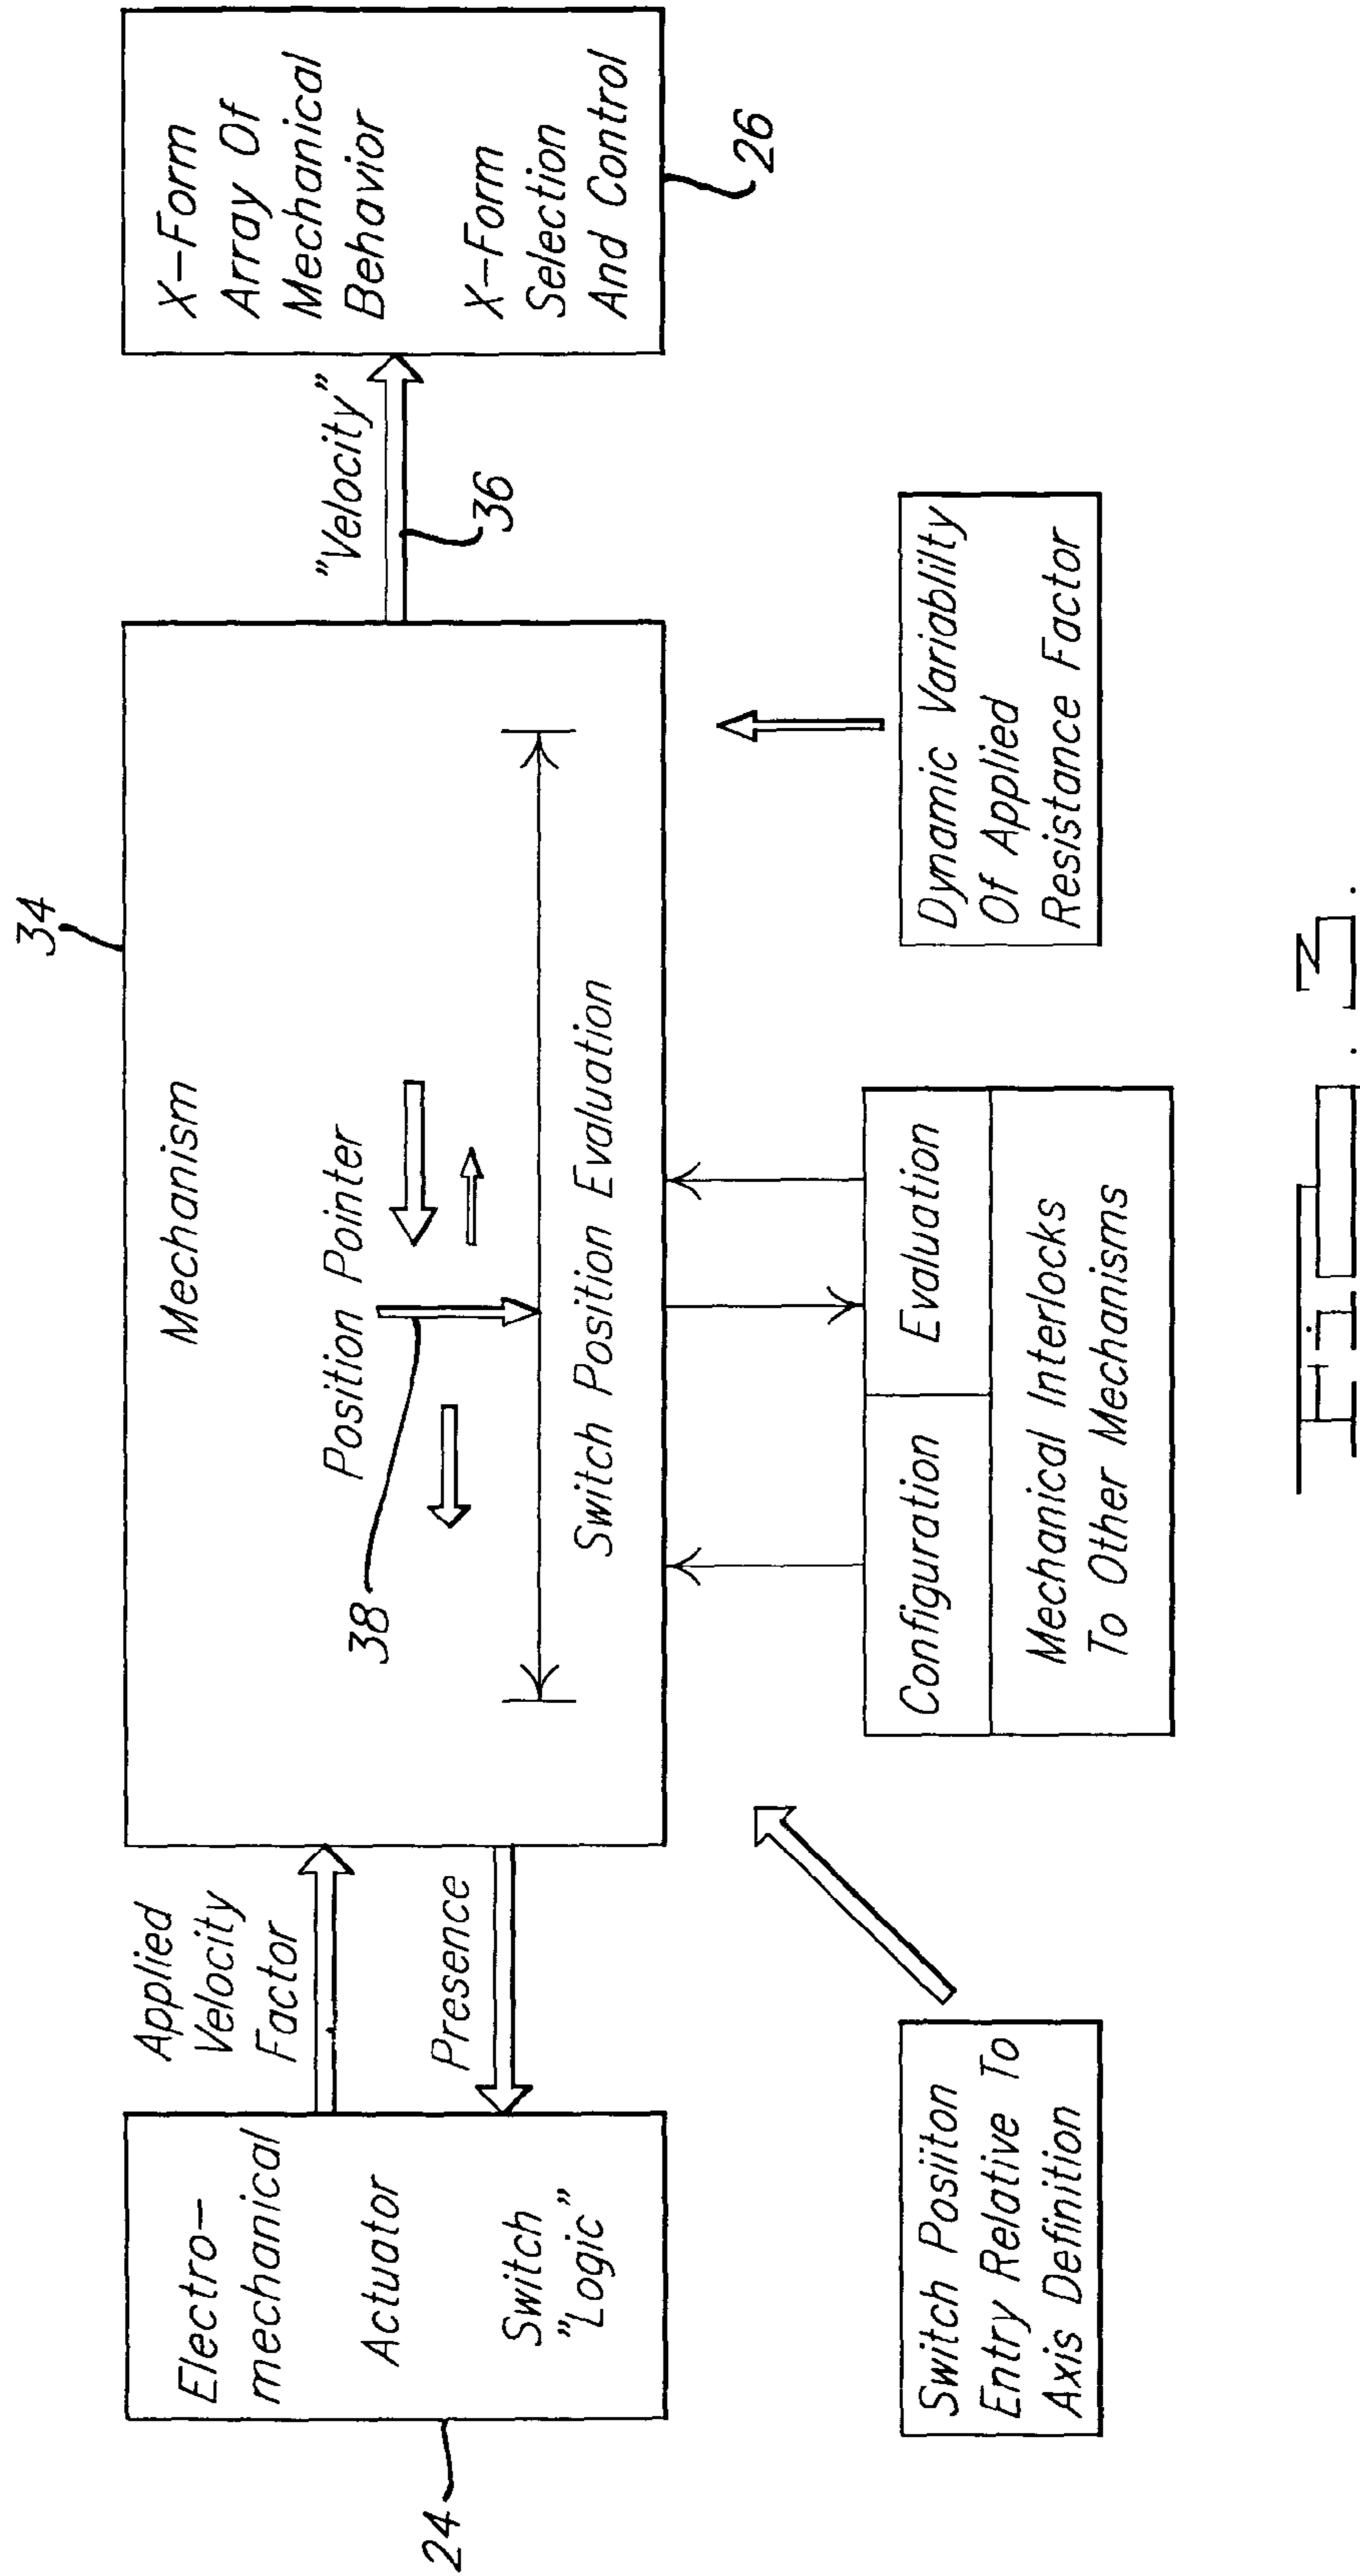 34
Mechanism
Position Pointer
38
Switch Position Evaluation
Electro-
mechanical
Actuator
Switch
"Logic"
24
Applied
Velocity
Factor
Presence
"Velocity"
36
X-Form
Array Of
Mechanical
Behavior
X-Form
Selection
And Control
26
Switch Posiiton
Entry Relative To
Axis Definition
Configuration
Evaluation
Mechanical Interlocks
To Other Mechanisms
Dynamic Variablilty
Of Applied
Resistance Factor
Fig. 3.